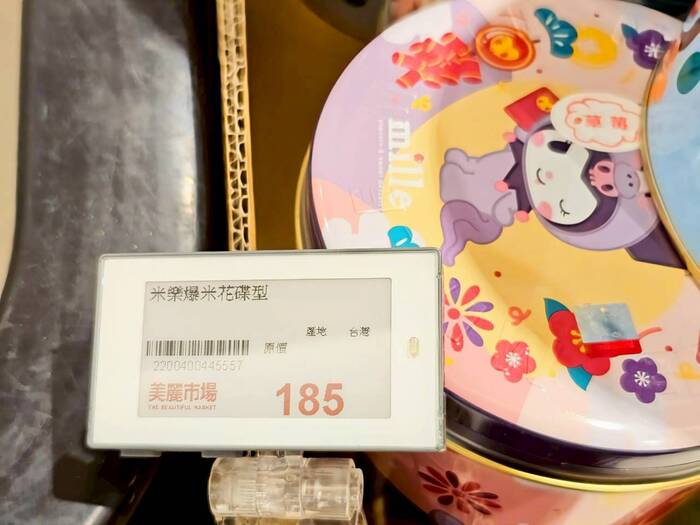 mille
草莓
米樂爆米花碟型
產地 台灣
原價
2200400445557
美麗市場
THE BEAUTIFUL MARKET
185